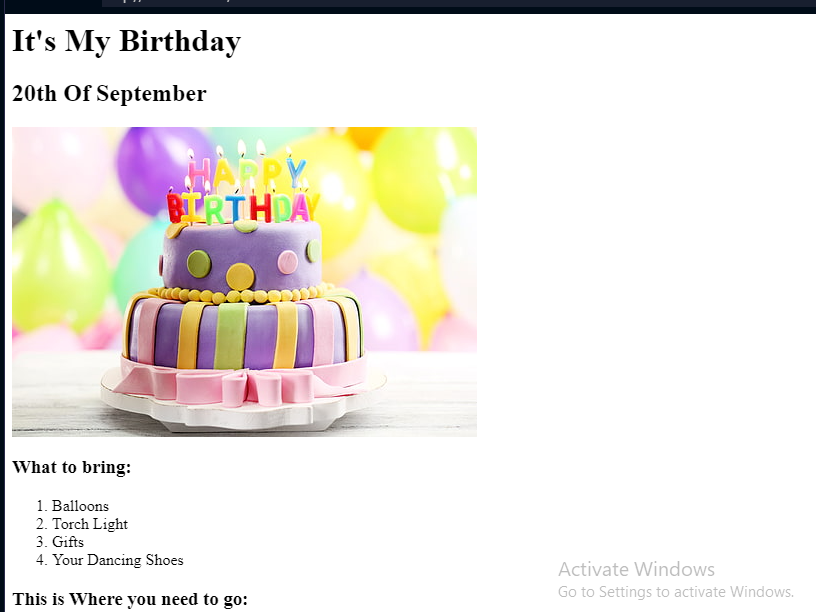 It's My Birthday
20th Of September
HAPPY
BIRTHDAY
What to bring:
1. Balloons
2. Torch Light
3. Gifts
4. Your Dancing Shoes
This is Where you need to go:
Activate Windows
Go to Settings to activate Windows.